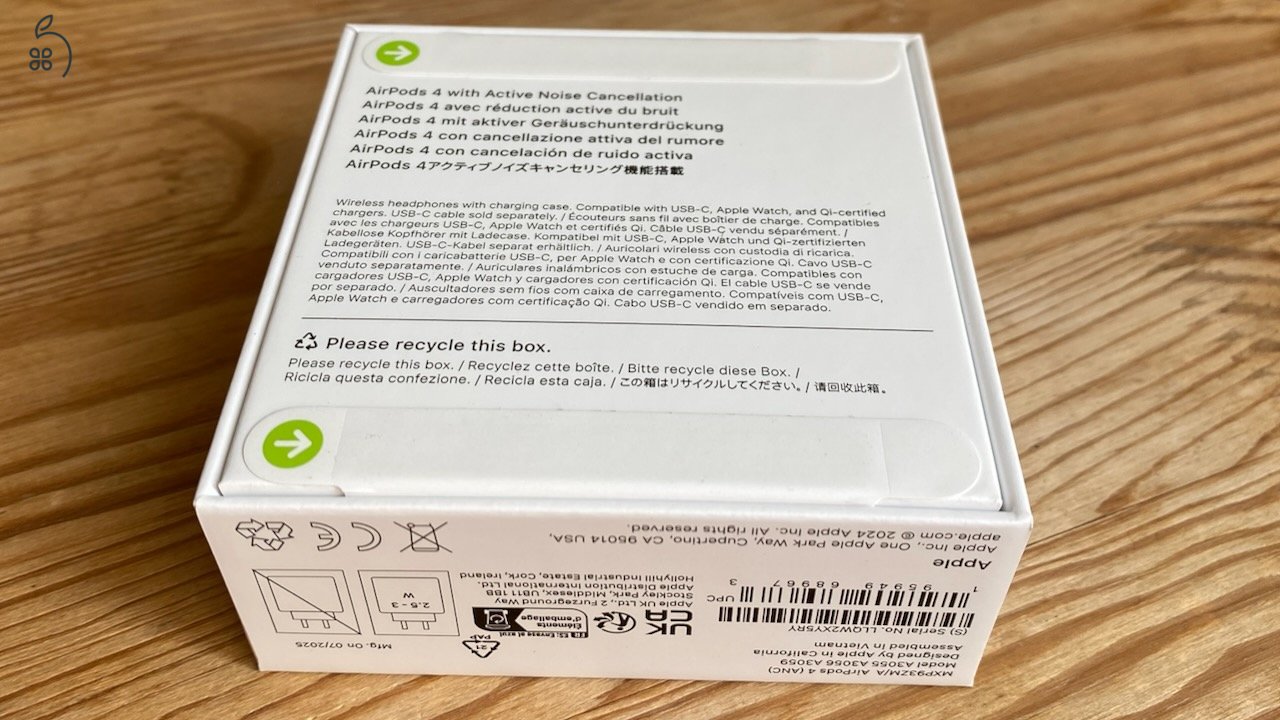 AirPods 4 with Active Noise Cancellation
AirPods 4 avec réduction active du bruit
AirPods 4 mit aktiver Geräuschunterdrückung
AirPods 4 con cancellazione attiva del rumore
AirPods 4 con cancelación de ruido activa
AirPods 4アクティブノイズキャンセリング機能搭載
Wireless headphones with charging case. Compatible with USB-C, Apple Watch, and Qi-certified
chargers. USB-C cable sold separately. / Écouteurs sans fil avec boîtier de charge. Compatibles
avec les chargeurs USB-C, Apple Watch et certifiés Qi. Câble USB-C vendu séparément. /
Kabellose Kopfhörer mit Ladecase. Kompatibel mit USB-C, Apple Watch und Qi-zertifizierten
Ladegeräten. USB-C-Kabel separat erhältlich. / Auricolari wireless con custodia di ricarica.
Compatibili con i caricabatterie USB-C, per Apple Watch e con certificazione Qi. Cavo USB-C
venduto separatamente. / Auriculares inalámbricos con estuche de carga. Compatibles con
cargadores USB-C, Apple Watch y cargadores con certificación Qi. El cable USB-C se vende
por separado. / Auscultadores sem fios com caixa de carregamento. Compatíveis com USB-C,
Apple Watch e carregadores com certificação Qi. Cabo USB-C vendido em separado.
Please recycle this box.
Please recycle this box. / Recyclez cette boîte. / Bitte recycle diese Box. /
Ricicla questa confezione. / Recicla esta caja. / この箱はリサイクルしてください。/ 请回收此箱。
MXP93ZM/A AirPods 4 (ANC)
Model A3055 A3056 A3059
Designed by Apple in California
Assembled in Vietnam
(S) Serial No. LLQW2XY5RY
UPC
1 95949 68967 3
Apple
Apple Inc., One Apple Park Way, Cupertino, CA 95014 USA.
apple.com © 2024 Apple Inc. All rights reserved.
UK CA
21
PAP
FR Éléments d'emballage
ES: Envase al azul
Apple UK Ltd., 2 Furzeground Way
Stockley Park, Middlesex, UB11 1BB
Apple Distribution International Ltd.
Hollyhill Industrial Estate, Cork, Ireland
Mfg. On 07/2025
2.5 - 3
W
CE